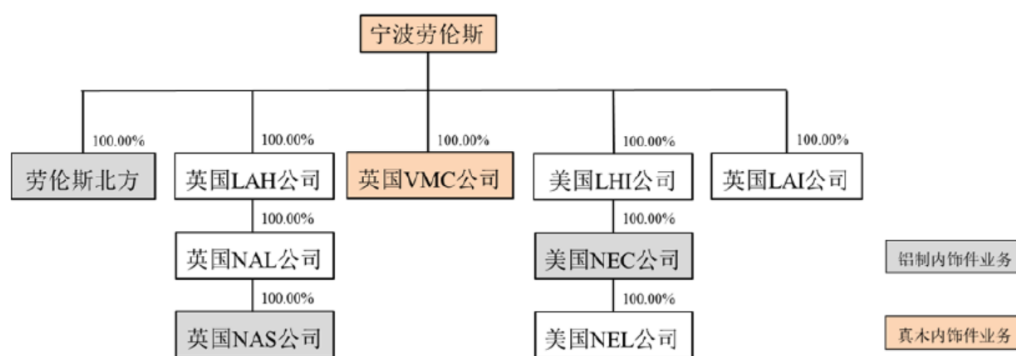 宁波劳伦斯
100.00%
100.00%
100.00%
100.00%
100.00%
劳伦斯北方
英国LAH公司
英国VMC公司
美国LHI公司
英国LAI公司
100.00%
100.00%
英国NAL公司
美国NEC公司
铝制内饰件业务
100.00%
100.00%
英国NAS公司
美国NEL公司
真木内饰件业务